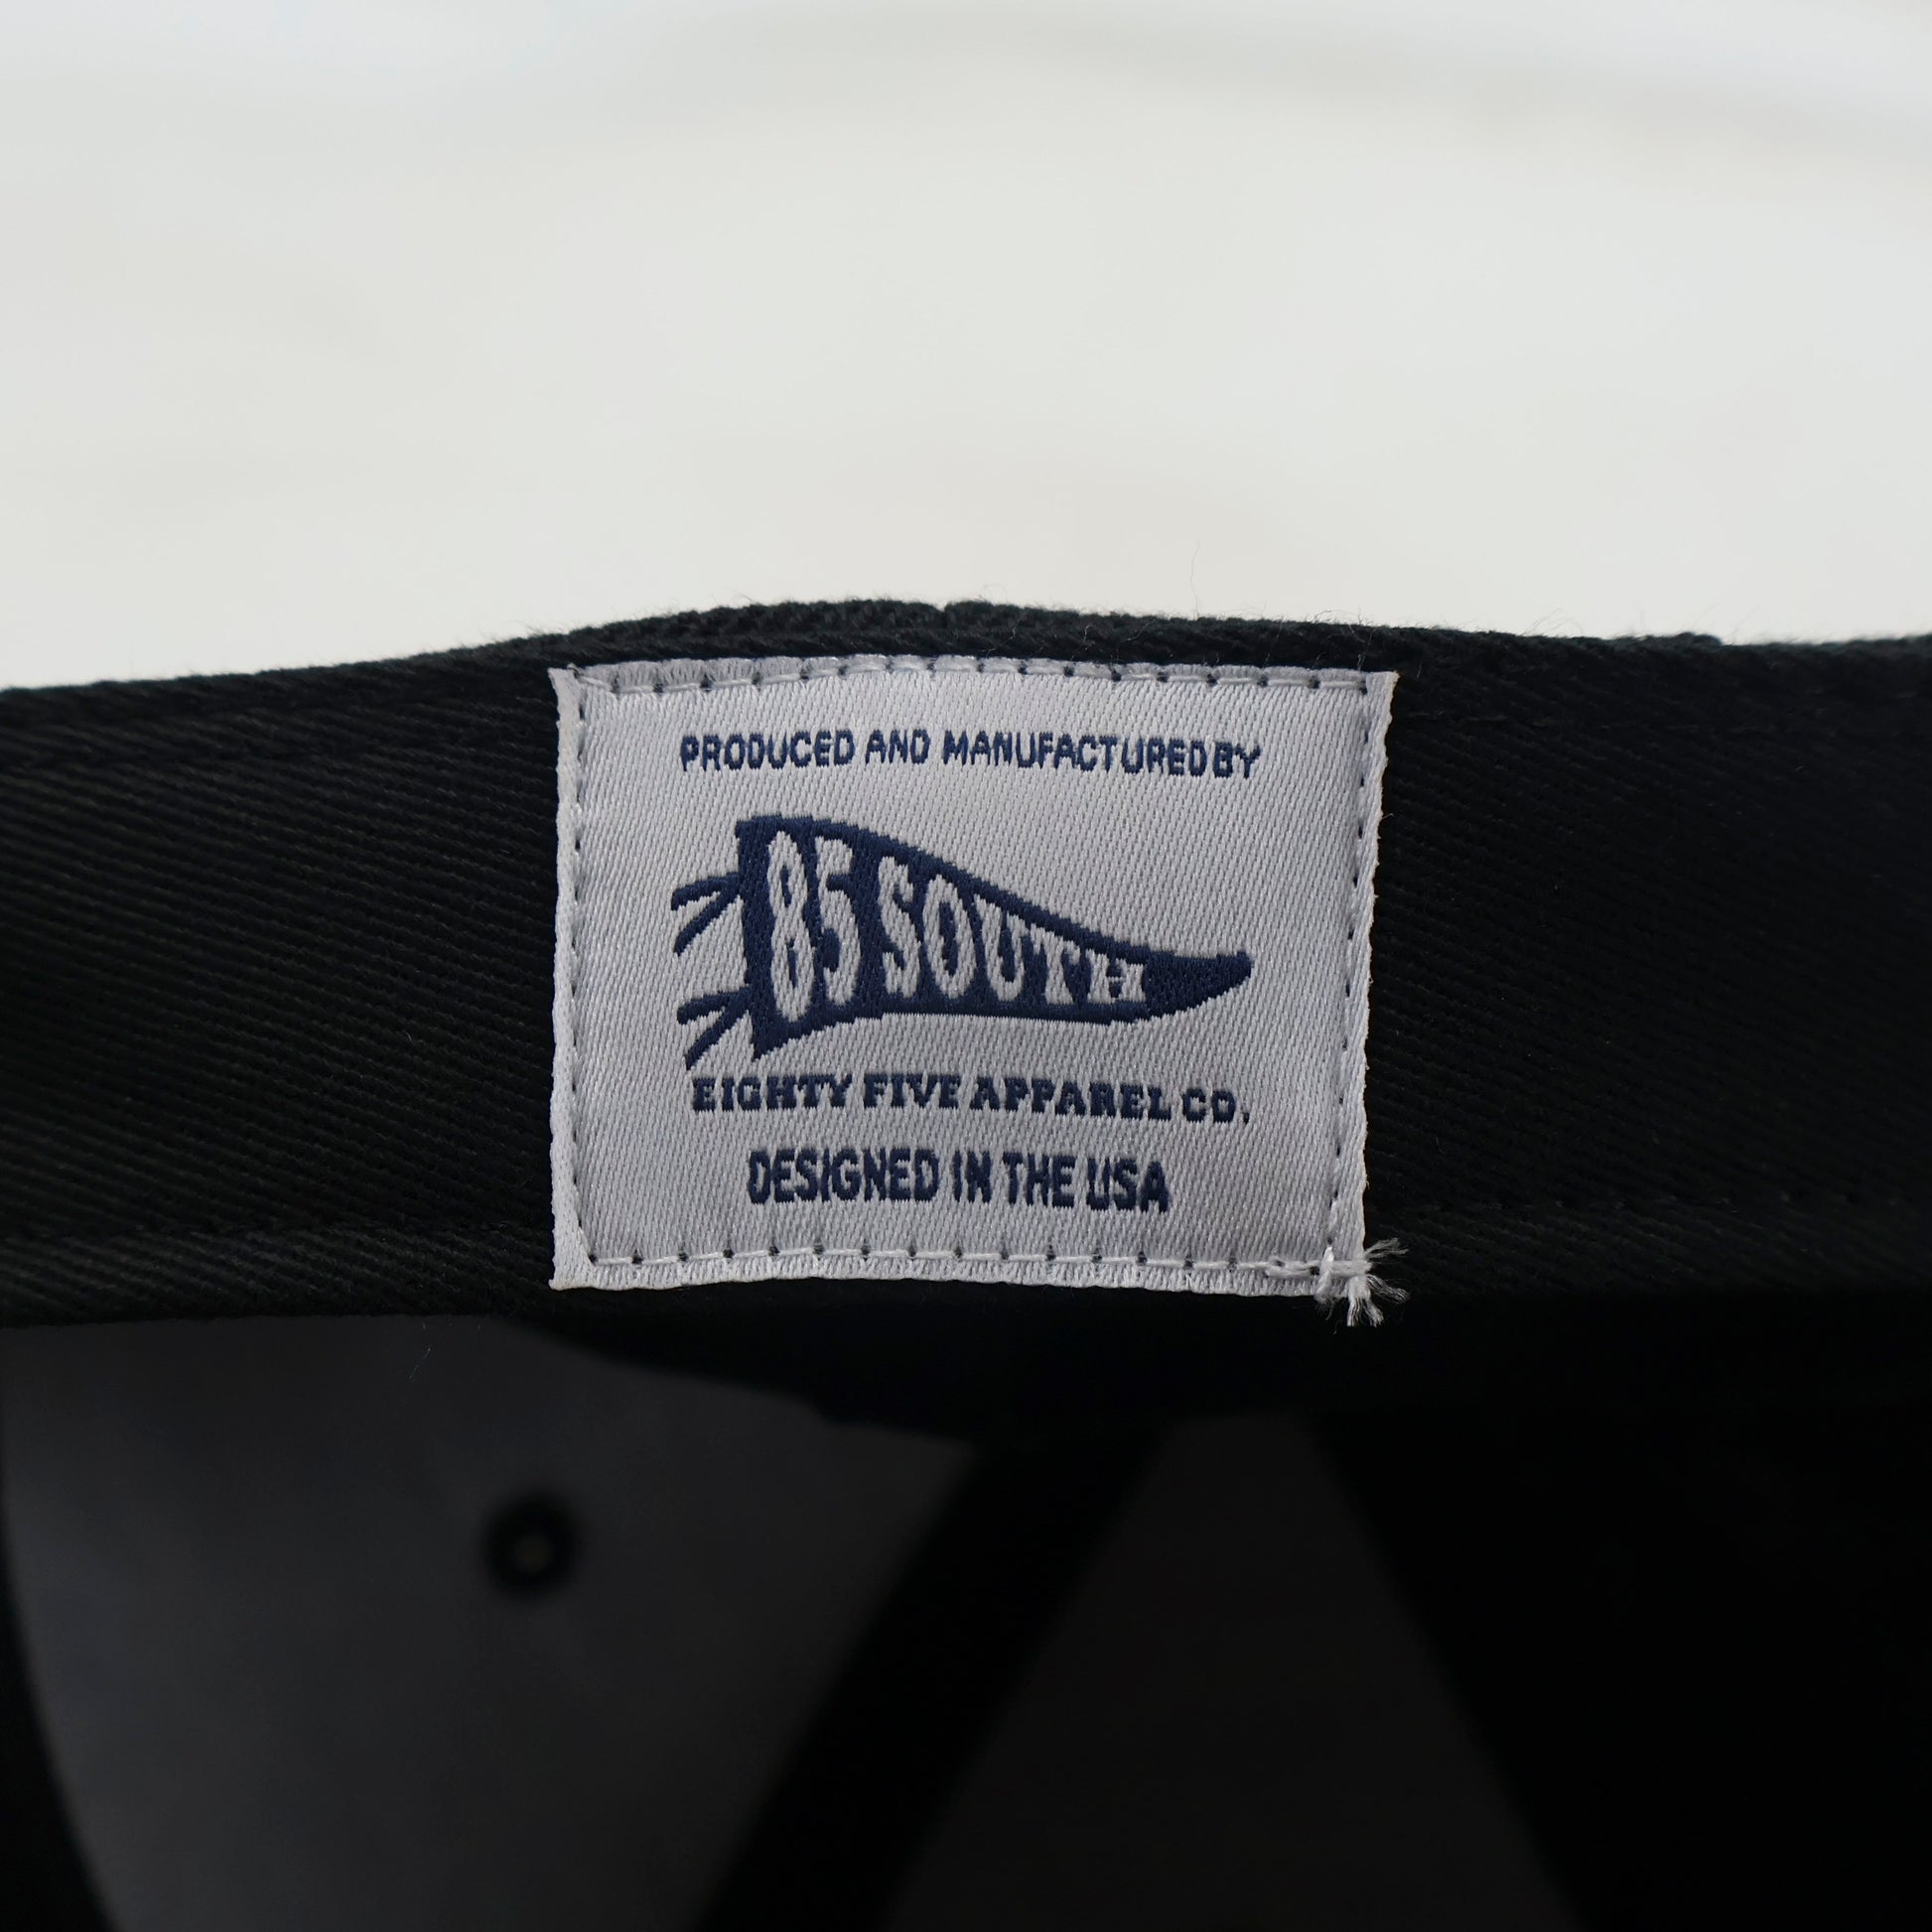 PRODUCED AND MANUFACTURED BY
85 SOUTH
EIGHTY FIVE APPAREL CO.
DESIGNED IN THE USA